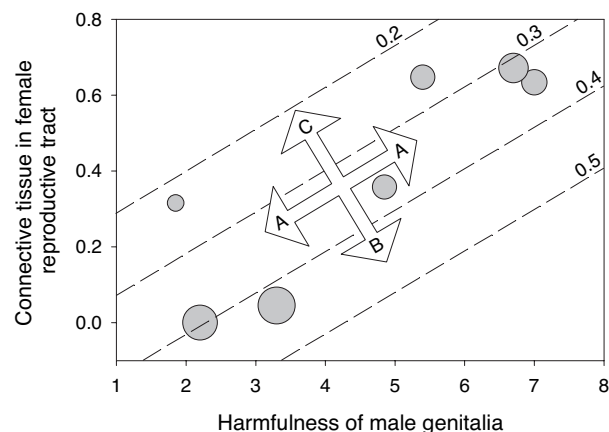 Connective tissue in female
reproductive tract
0.8
0.6
0.4
0.2
0.0
0.2
0.3
0.4
0.5
C
A
A
B
1 2 3 4 5 6 7 8
Harmfulness of male genitalia